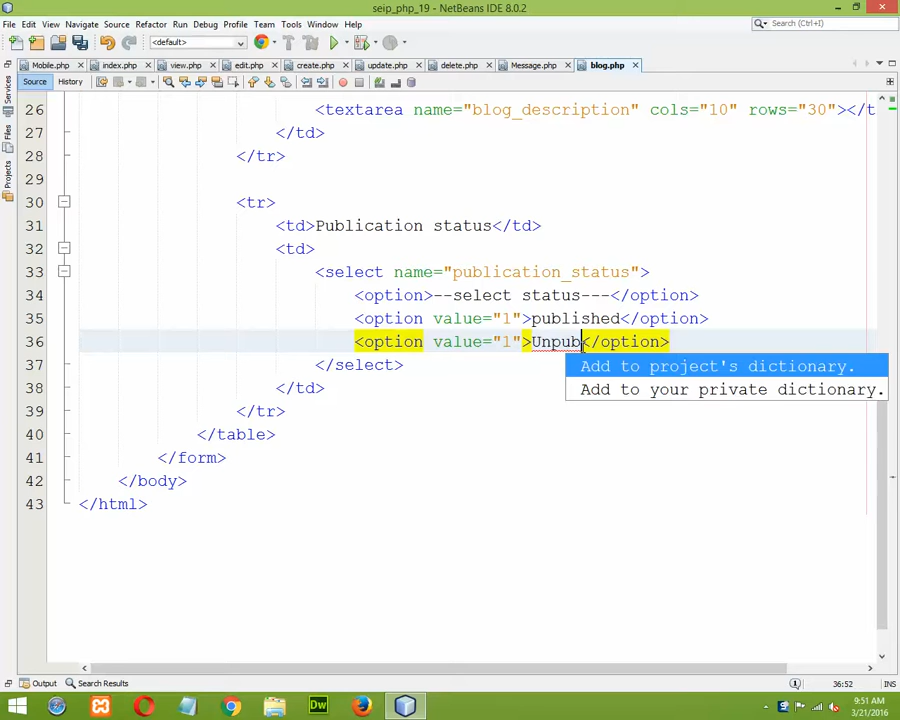 seip_php_19 - NetBeans IDE 8.0.2
File Edit View Navigate Source Refactor Run Debug Profile Team Tools Window Help
Search (Ctrl+I)
<default>
Mobile.php index.php view.php edit.php create.php update.php delete.php Message.php blog.php
Source History
Services
Files
Projects
26 <textarea name="blog_description" cols="10" rows="30"></t
27 </td>
28 </tr>
29
30 <tr>
31 <td>Publication status</td>
32 <td>
33 <select name="publication_status">
34 <option>--select status---</option>
35 <option value="1">published</option>
36 <option value="1">Unpub</option>
Add to project's dictionary.
37 </select>
Add to your private dictionary.
38 </td>
39 </tr>
40 </table>
41 </form>
42 </body>
43 </html>
Output Search Results
36:52 INS
Dw
9:51 AM
3/21/2016